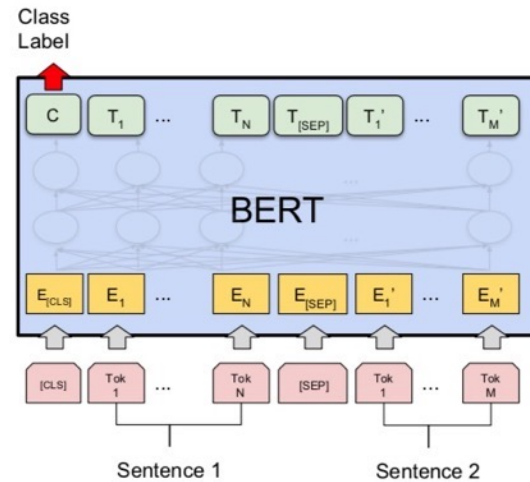 Class
Label
C T1 ... TN T[SEP] T1' ... TM'
...
BERT
...
E[CLS] E1 ... EN E[SEP] E1' ... EM'
[CLS] Tok 1 ... Tok N [SEP] Tok 1 ... Tok M
Sentence 1 Sentence 2